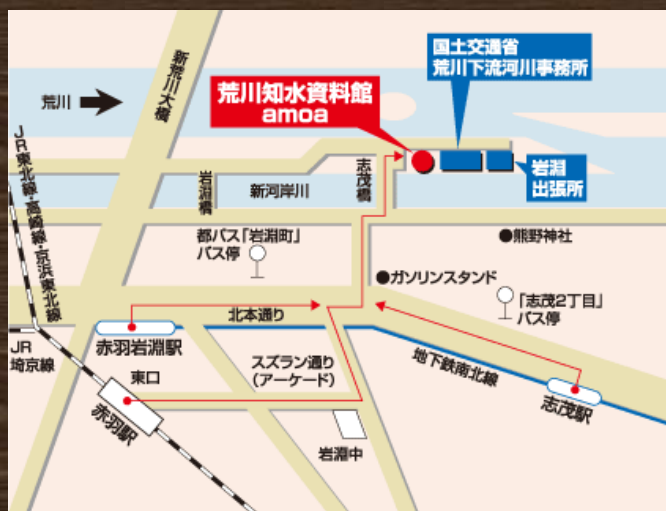 国土交通省
荒川下流河川事務所
荒川知水資料館
amoa
荒川
新荒川大橋
岩淵
出張所
JR東北線・高崎線・京浜東北線
岩淵橋
新河岸川
志茂橋
都バス「岩淵町」
バス停
熊野神社
ガソリンスタンド
「志茂2丁目」
バス停
北本通り
赤羽岩淵駅
JR
埼京線
東口
スズラン通り
(アーケード)
地下鉄南北線
志茂駅
赤羽駅
岩淵中